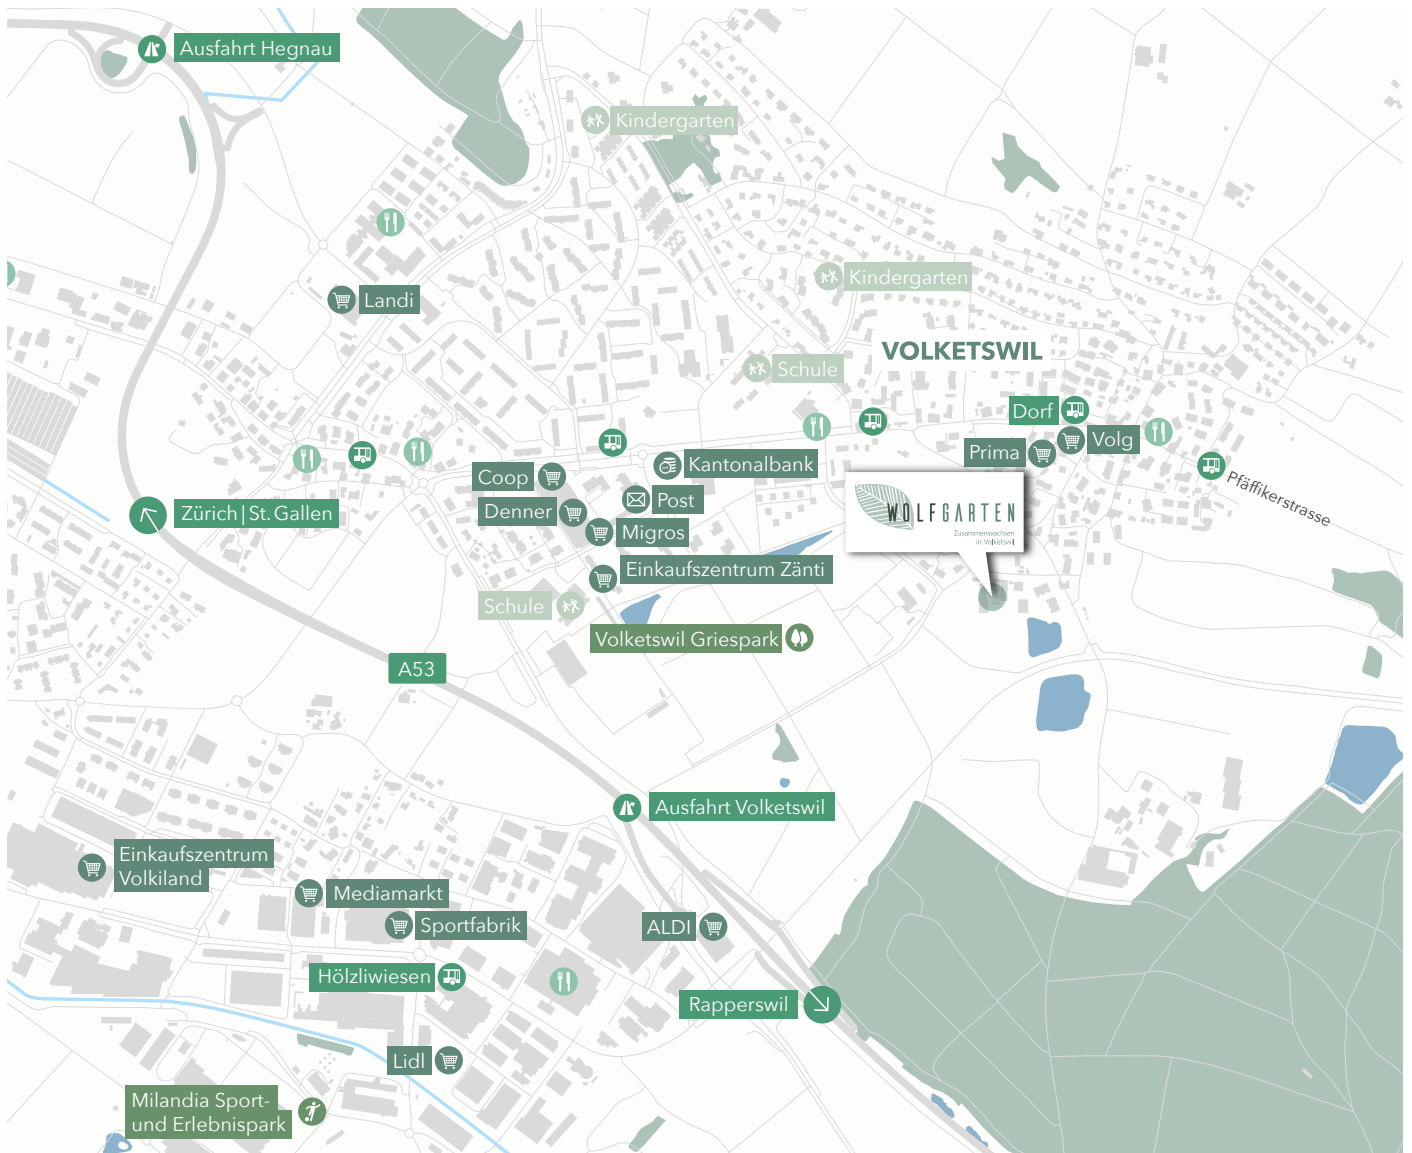 Ausfahrt Hegnau
Kindergarten
Kindergarten
Landi
VOLKETSWIL
Schule
Dorf
Volg
Prima
Kantonalbank
Coop
Pfäffikerstrasse
Post
Denner
Zürich | St. Gallen
WOLFGARTEN
Zusammenwachsen
in Volketswil
Migros
Einkaufszentrum Zänti
Schule
Volketswil Griespark
A53
Ausfahrt Volketswil
Einkaufszentrum
Volkiland
Mediamarkt
Sportfabrik
ALDI
Hölzliwiesen
Rapperswil
Lidl
Milandia Sport-
und Erlebnispark